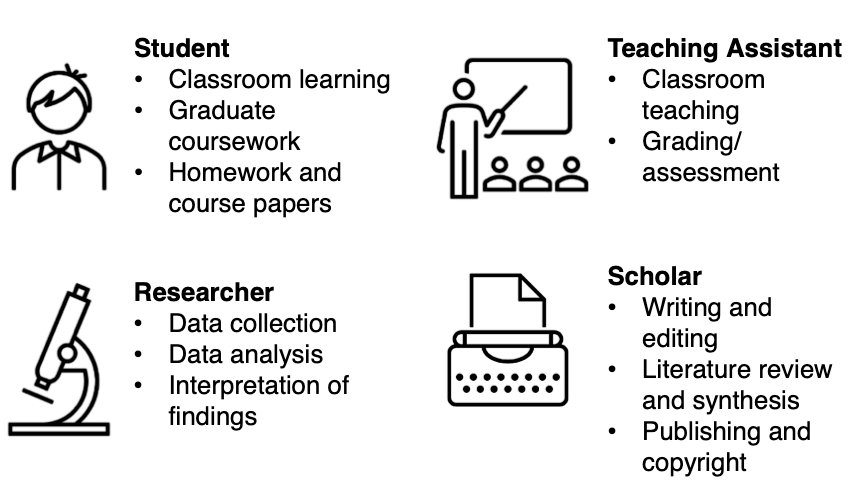 Student
• Classroom learning
• Graduate
coursework
• Homework and
course papers
Teaching Assistant
• Classroom
teaching
• Grading/
assessment
Researcher
• Data collection
• Data analysis
• Interpretation of
findings
Scholar
• Writing and
editing
• Literature review
and synthesis
• Publishing and
copyright